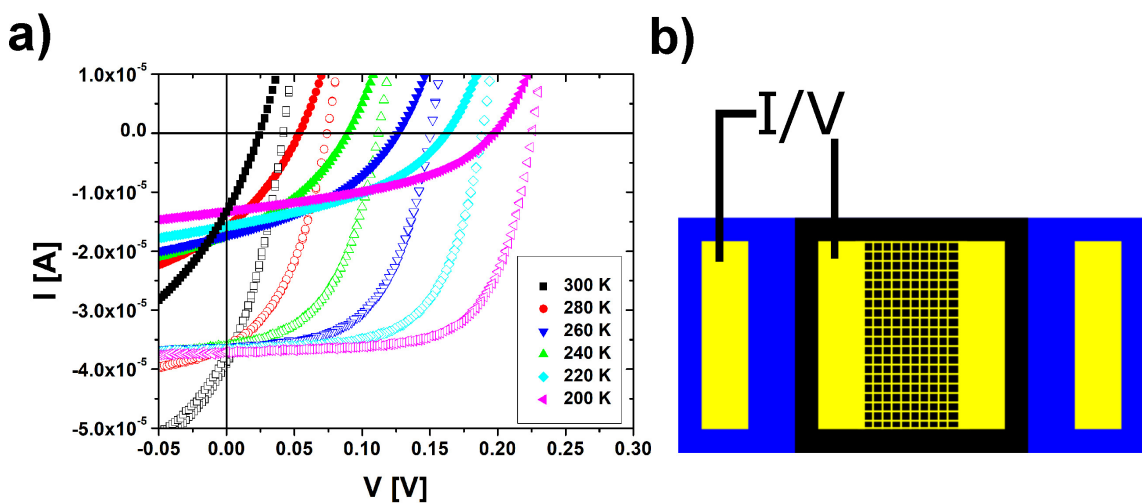 a)
b)
1.0x10⁻⁵
0.0
-1.0x10⁻⁵
-2.0x10⁻⁵
-3.0x10⁻⁵
-4.0x10⁻⁵
-5.0x10⁻⁵
I [A]
-0.05
0.00
0.05
0.10
0.15
0.20
0.25
0.30
V [V]
300 K
280 K
260 K
240 K
220 K
200 K
I/V